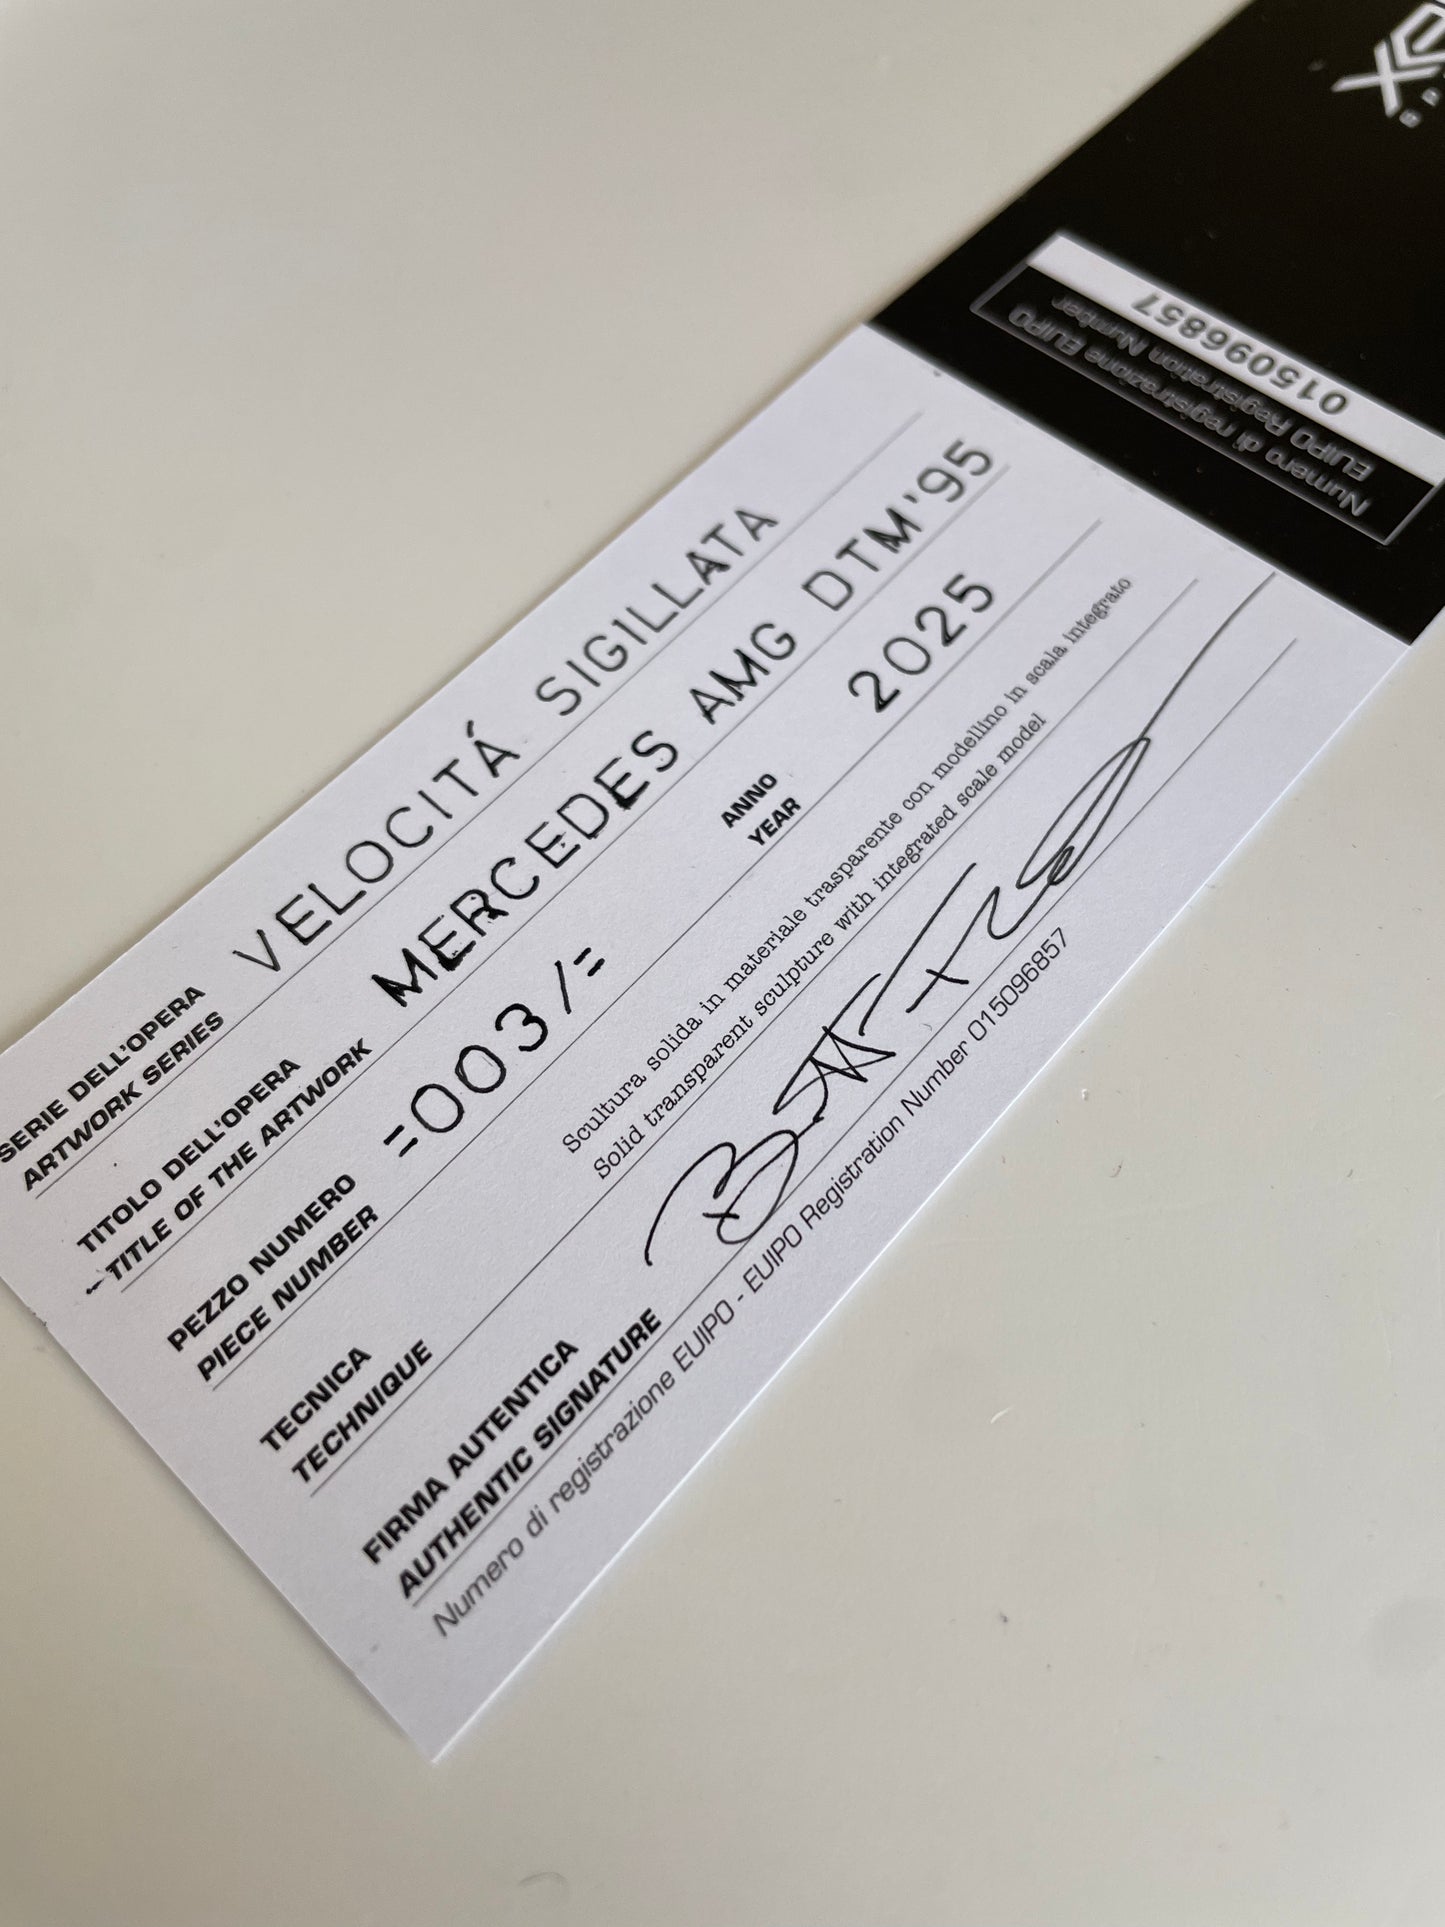 Numero di registrazione EUIPO
EUIPO Registration Number
015096857
SERIE DELL'OPERA
ARTWORK SERIES
VELOCITÁ SIGILLATA
TITOLO DELL'OPERA
TITLE OF THE ARTWORK
MERCEDES AMG DTM '95
PEZZO NUMERO
PIECE NUMBER
=003/=
ANNO
YEAR
2025
TECNICA
TECHNIQUE
Scultura solida in materiale trasparente con modellino in scala integrato
Solid transparent sculpture with integrated scale model
FIRMA AUTENTICA
AUTHENTIC SIGNATURE
Numero di registrazione EUIPO - EUIPO Registration Number 015096857